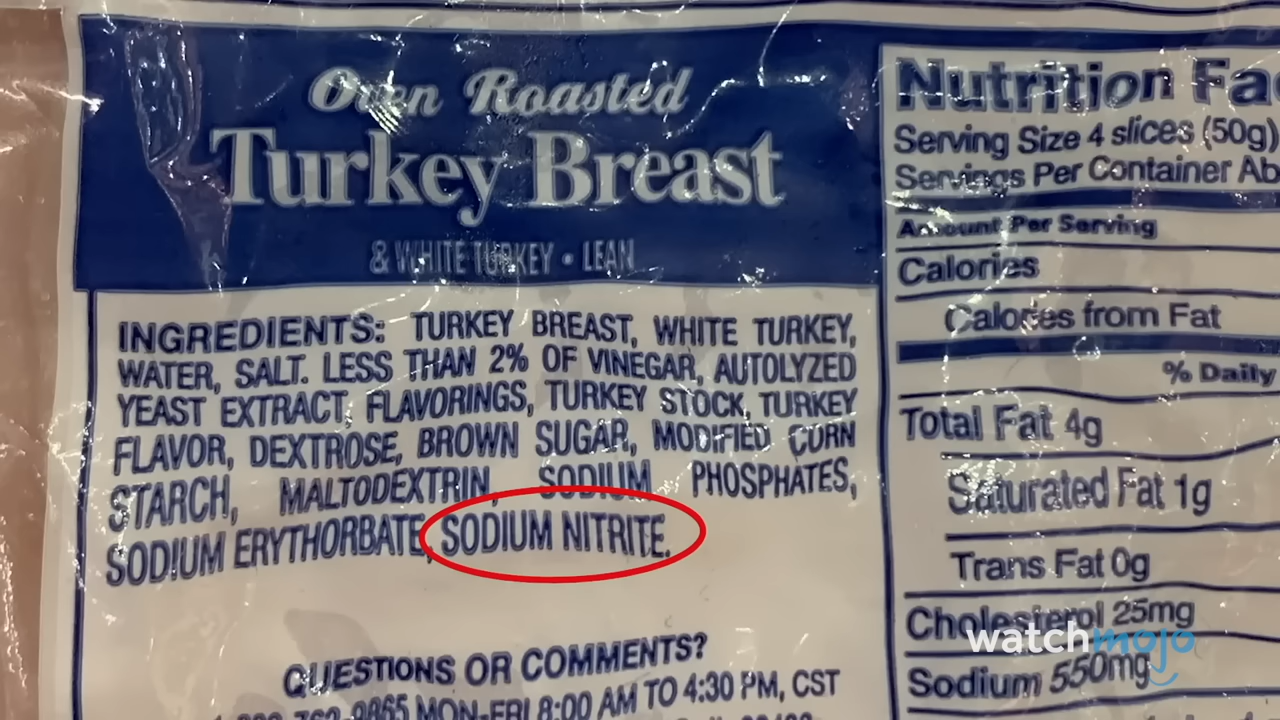 Oven Roasted
Turkey Breast
& WHITE TURKEY • LEAN
INGREDIENTS: TURKEY BREAST, WHITE TURKEY,
WATER, SALT. LESS THAN 2% OF VINEGAR, AUTOLYZED
YEAST EXTRACT, FLAVORINGS, TURKEY STOCK, TURKEY
FLAVOR, DEXTROSE, BROWN SUGAR, MODIFIED CORN
STARCH, MALTODEXTRIN, SODIUM PHOSPHATES,
SODIUM ERYTHORBATE, SODIUM NITRITE.
QUESTIONS OR COMMENTS?
MON-FRI 8:00 AM TO 4:30 PM, CST
Nutrition Fac
Serving Size 4 slices (50g)
Servings Per Container Ab
Amount Per Serving
Calories
Calories from Fat
% Daily
Total Fat 4g
Saturated Fat 1g
Trans Fat 0g
Cholesterol 25mg
Sodium 550mg
watchmojo